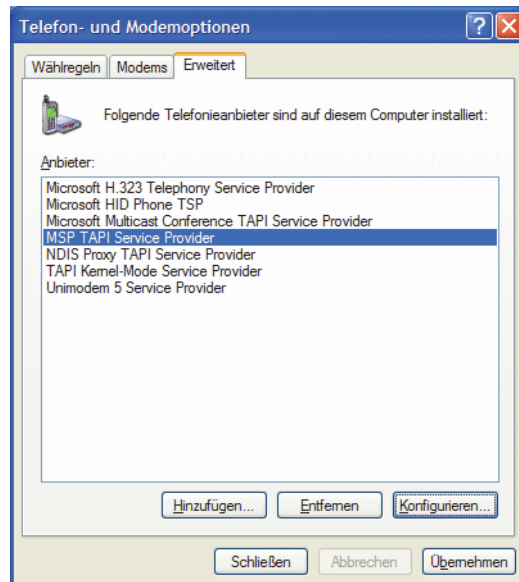 Telefon- und Modemoptionen
Wählregeln Modems Erweitert
Folgende Telefonieanbieter sind auf diesem Computer installiert:
Anbieter:
Microsoft H.323 Telephony Service Provider
Microsoft HID Phone TSP
Microsoft Multicast Conference TAPI Service Provider
MSP TAPI Service Provider
NDIS Proxy TAPI Service Provider
TAPI Kernel-Mode Service Provider
Unimodem 5 Service Provider
Hinzufügen... Entfernen Konfigurieren...
Schließen Abbrechen Übernehmen